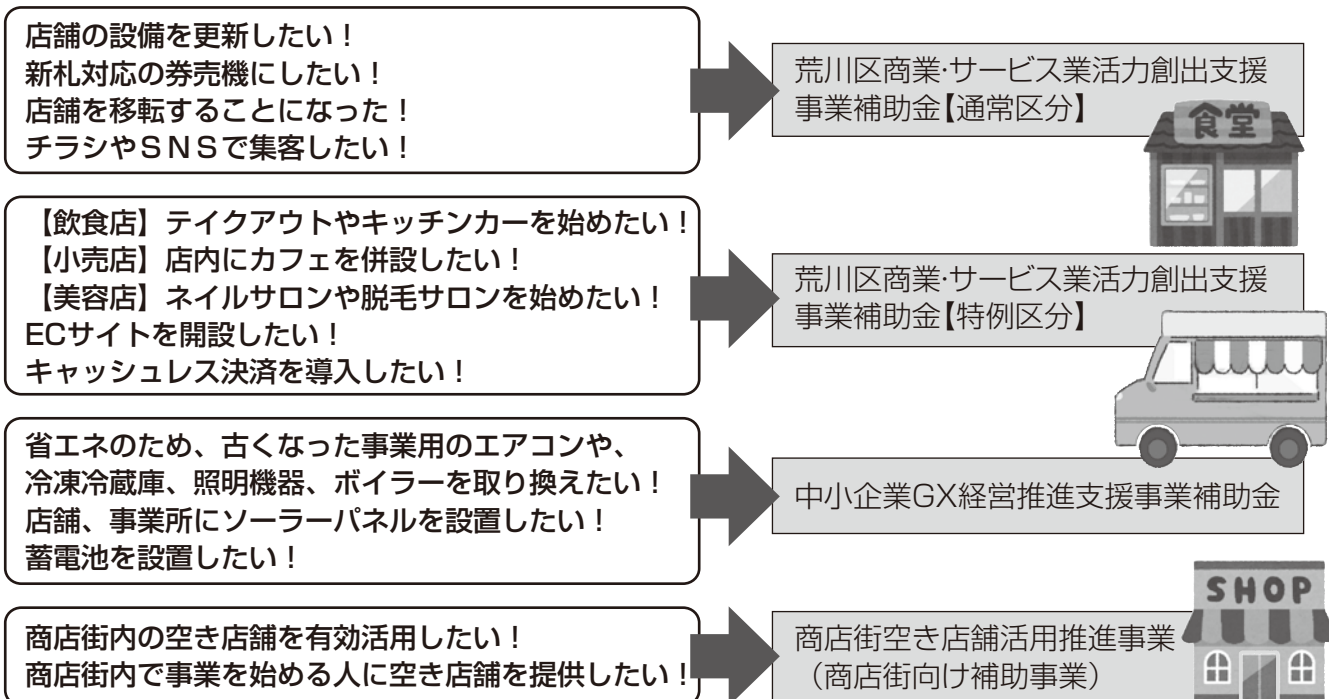 店舗の設備を更新したい！
新札対応の券売機にしたい！
店舗を移転することになった！
チラシやＳＮＳで集客したい！
荒川区商業・サービス業活力創出支援
事業補助金【通常区分】
食堂
【飲食店】テイクアウトやキッチンカーを始めたい！
【小売店】店内にカフェを併設したい！
【美容店】ネイルサロンや脱毛サロンを始めたい！
ECサイトを開設したい！
キャッシュレス決済を導入したい！
荒川区商業・サービス業活力創出支援
事業補助金【特例区分】
省エネのため、古くなった事業用のエアコンや、
冷凍冷蔵庫、照明機器、ボイラーを取り換えたい！
店舗、事業所にソーラーパネルを設置したい！
蓄電池を設置したい！
中小企業GX経営推進支援事業補助金
商店街内の空き店舗を有効活用したい！
商店街内で事業を始める人に空き店舗を提供したい！
商店街空き店舗活用推進事業
（商店街向け補助事業）
SHOP